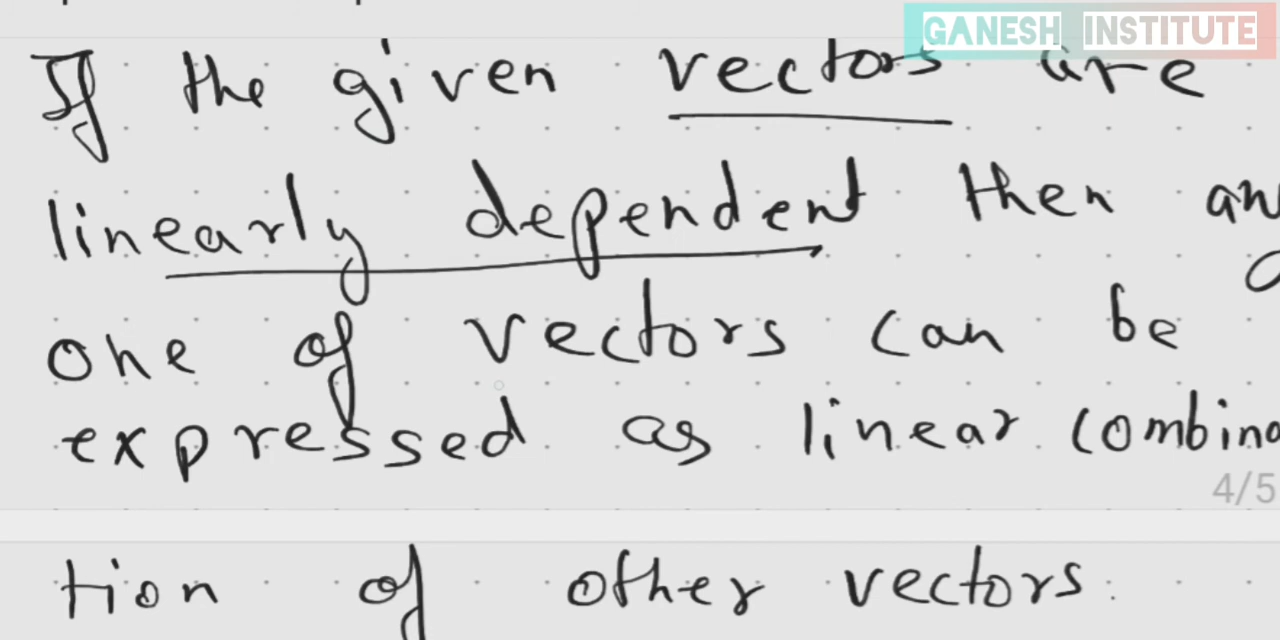 GANESH INSTITUTE
If the given vectors are
linearly dependent then any
one of vectors can be
expressed as linear combina
4/5
tion of other vectors.